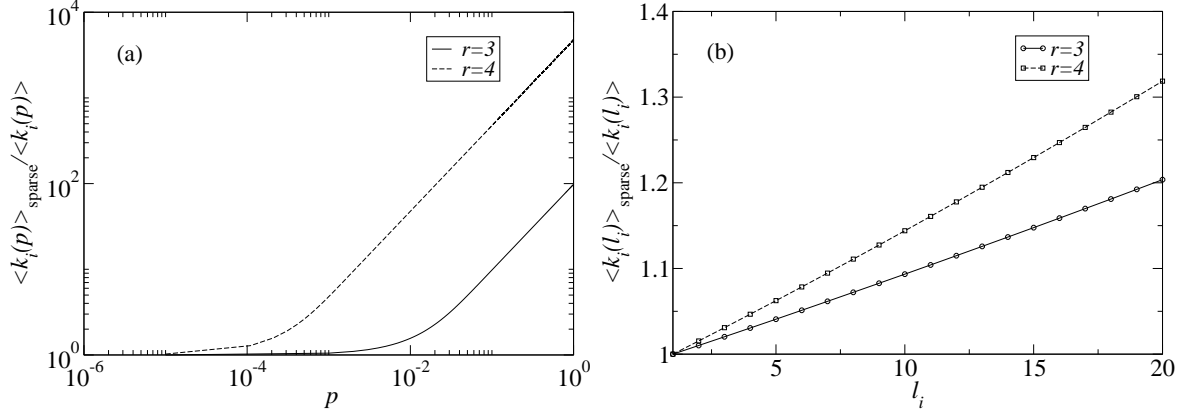 (a)
r=3
r=4
<k_i(p)>_sparse/<k_i(p)>
10^4
10^2
10^0
10^-6
10^-4
10^-2
10^0
p
(b)
r=3
r=4
<k_i(l_i)>_sparse/<k_i(l_i)>
1.4
1.3
1.2
1.1
1
5
10
15
20
l_i